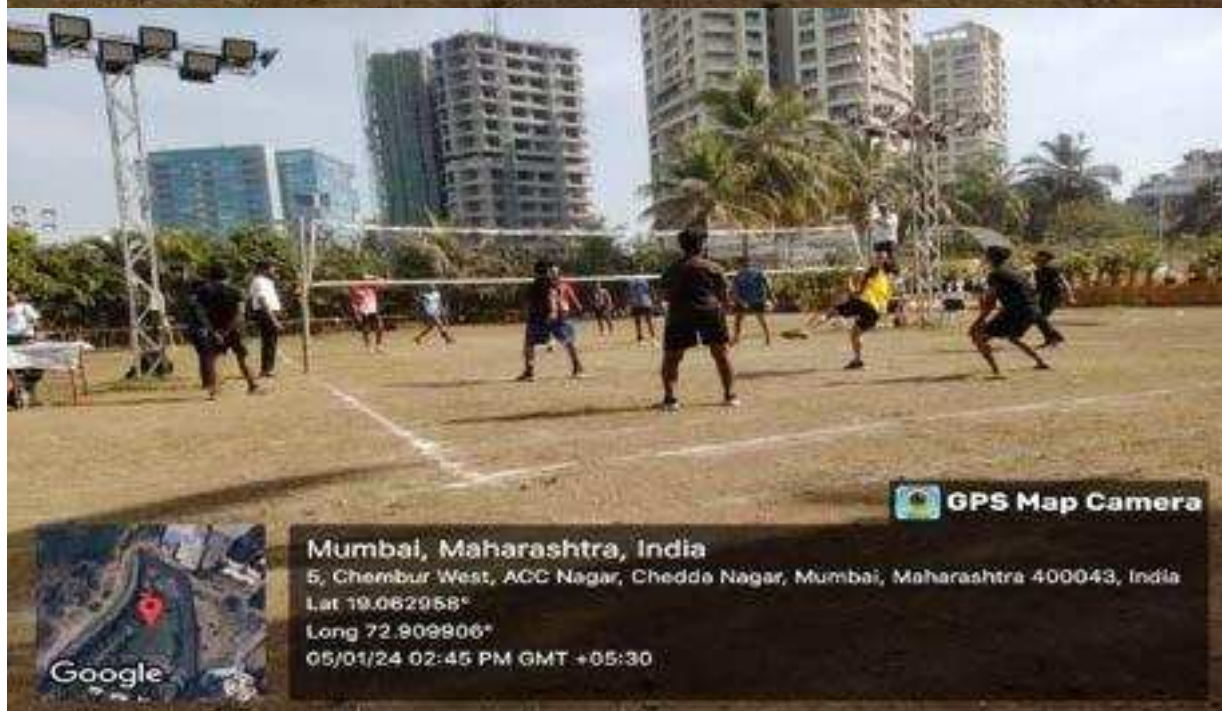 GPS Map Camera
Mumbai, Maharashtra, India
5, Chembur West, ACC Nagar, Chedda Nagar, Mumbai, Maharashtra 400043, India
Lat 19.062958°
Long 72.909906°
05/01/24 02:45 PM GMT +05:30
Google